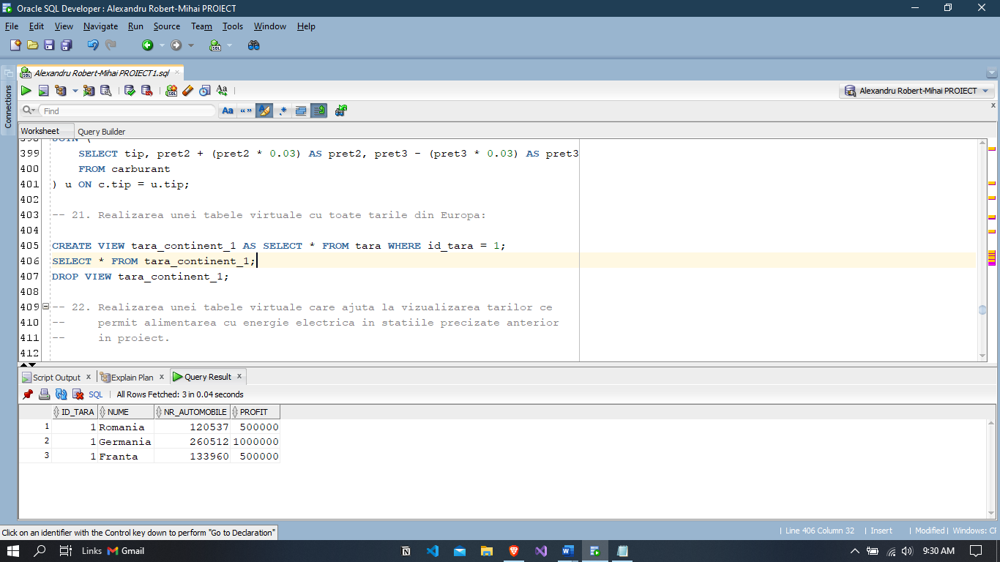 Oracle SQL Developer : Alexandru Robert-Mihai PROIECT
File Edit View Navigate Run Source Team Tools Window Help
Connections
Alexandru Robert-Mihai PROIECT1.sql
Alexandru Robert-Mihai PROIECT
Find
Aa
Worksheet Query Builder
398 JOIN (
399 SELECT tip, pret2 + (pret2 * 0.03) AS pret2, pret3 - (pret3 * 0.03) AS pret3
400 FROM carburant
401 ) u ON c.tip = u.tip;
402
403 -- 21. Realizarea unei tabele virtuale cu toate tarile din Europa:
404
405 CREATE VIEW tara_continent_1 AS SELECT * FROM tara WHERE id_tara = 1;
406 SELECT * FROM tara_continent_1;
407 DROP VIEW tara_continent_1;
408
409 -- 22. Realizarea unei tabele virtuale care ajuta la vizualizarea tarilor ce
410 -- permit alimentarea cu energie electrica in statiile precizate anterior
411 -- in proiect.
412
Script Output x Explain Plan x Query Result x
SQL | All Rows Fetched: 3 in 0.04 seconds
ID_TARA NUME NR_AUTOMOBILE PROFIT
1 1 Romania 120537 500000
2 1 Germania 260512 1000000
3 1 Franta 133960 500000
Click on an identifier with the Control key down to perform "Go to Declaration"
| Line 406 Column 32 | Insert | Modified | Windows: CF
Links Gmail 9:30 AM